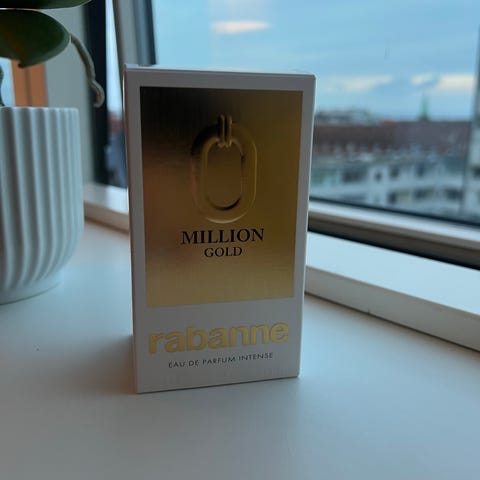 MILLION
GOLD
rabanne
EAU DE PARFUM INTENSE